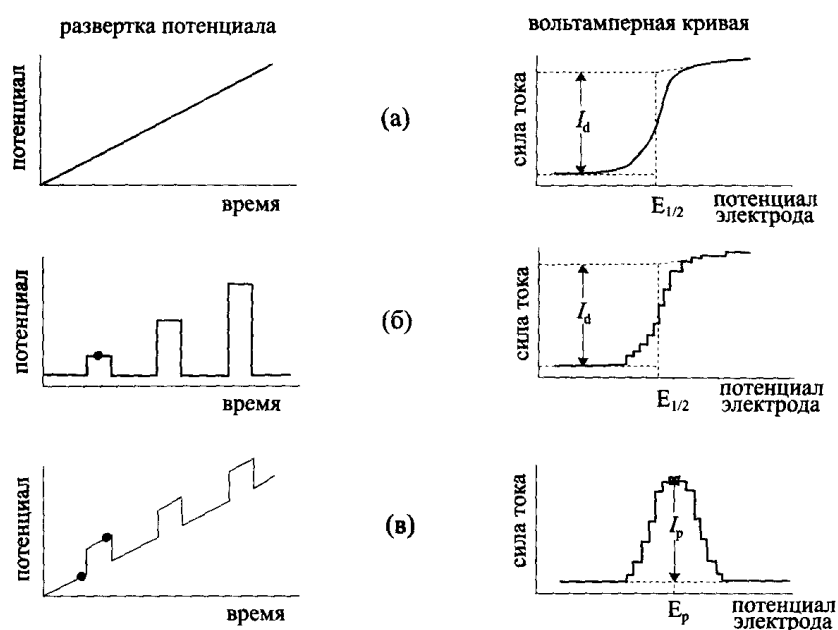 развертка потенциала
вольтамперная кривая
потенциал
время
(а)
сила тока
I_d
E_1/2
потенциал
электрода
потенциал
время
(б)
сила тока
I_d
E_1/2
потенциал
электрода
потенциал
время
(в)
сила тока
I_p
E_p
потенциал
электрода